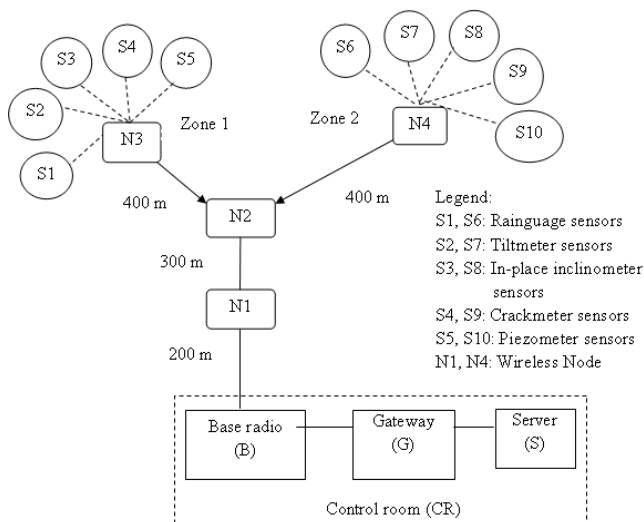 S3
S4
S5
S2
S1
N3
Zone 1
S6
S7
S8
S9
S10
Zone 2
N4
400 m
400 m
N2
300 m
N1
200 m
Legend:
S1, S6: Rainguage sensors
S2, S7: Tiltmeter sensors
S3, S8: In-place inclinometer
sensors
S4, S9: Crackmeter sensors
S5, S10: Piezometer sensors
N1, N4: Wireless Node
Base radio
(B)
Gateway
(G)
Server
(S)
Control room (CR)